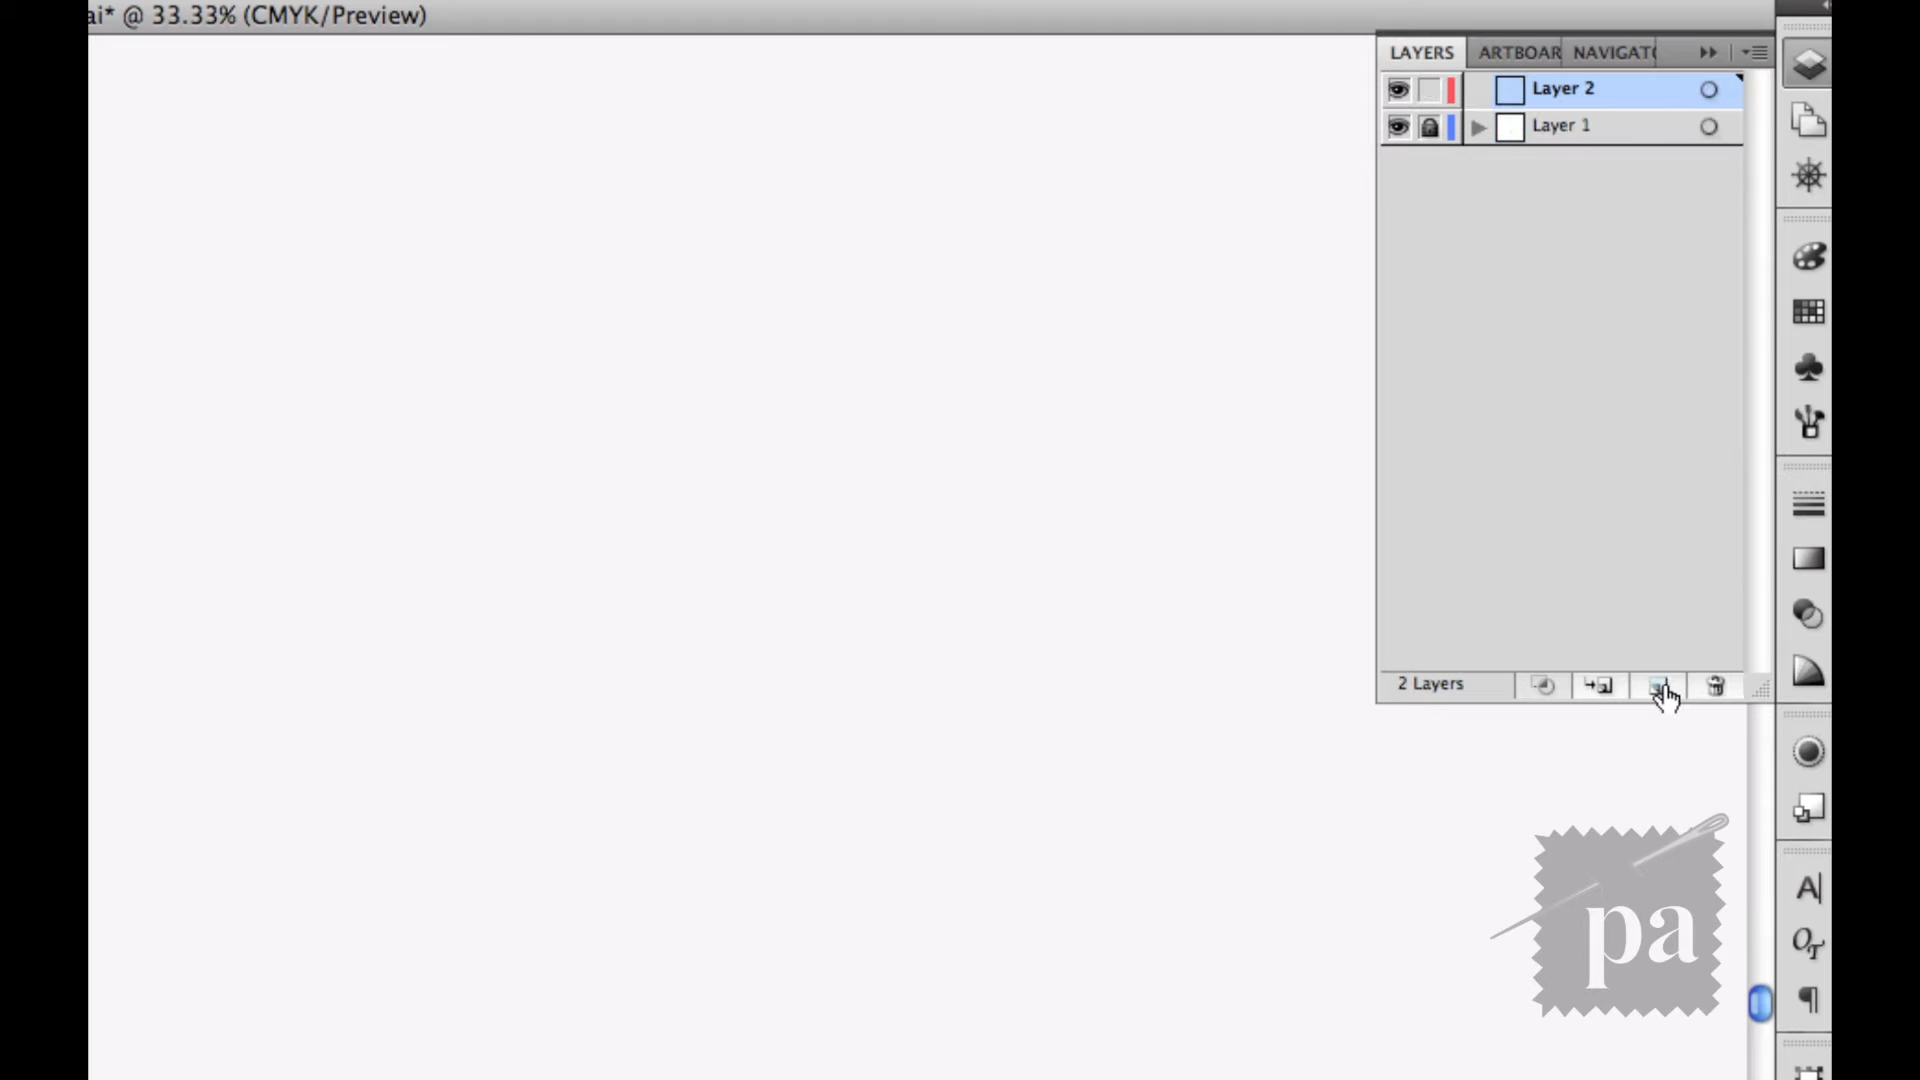 ai* @ 33.33% (CMYK/Preview)
LAYERS ARTBOAR NAVIGAT
Layer 2
Layer 1
2 Layers
pa